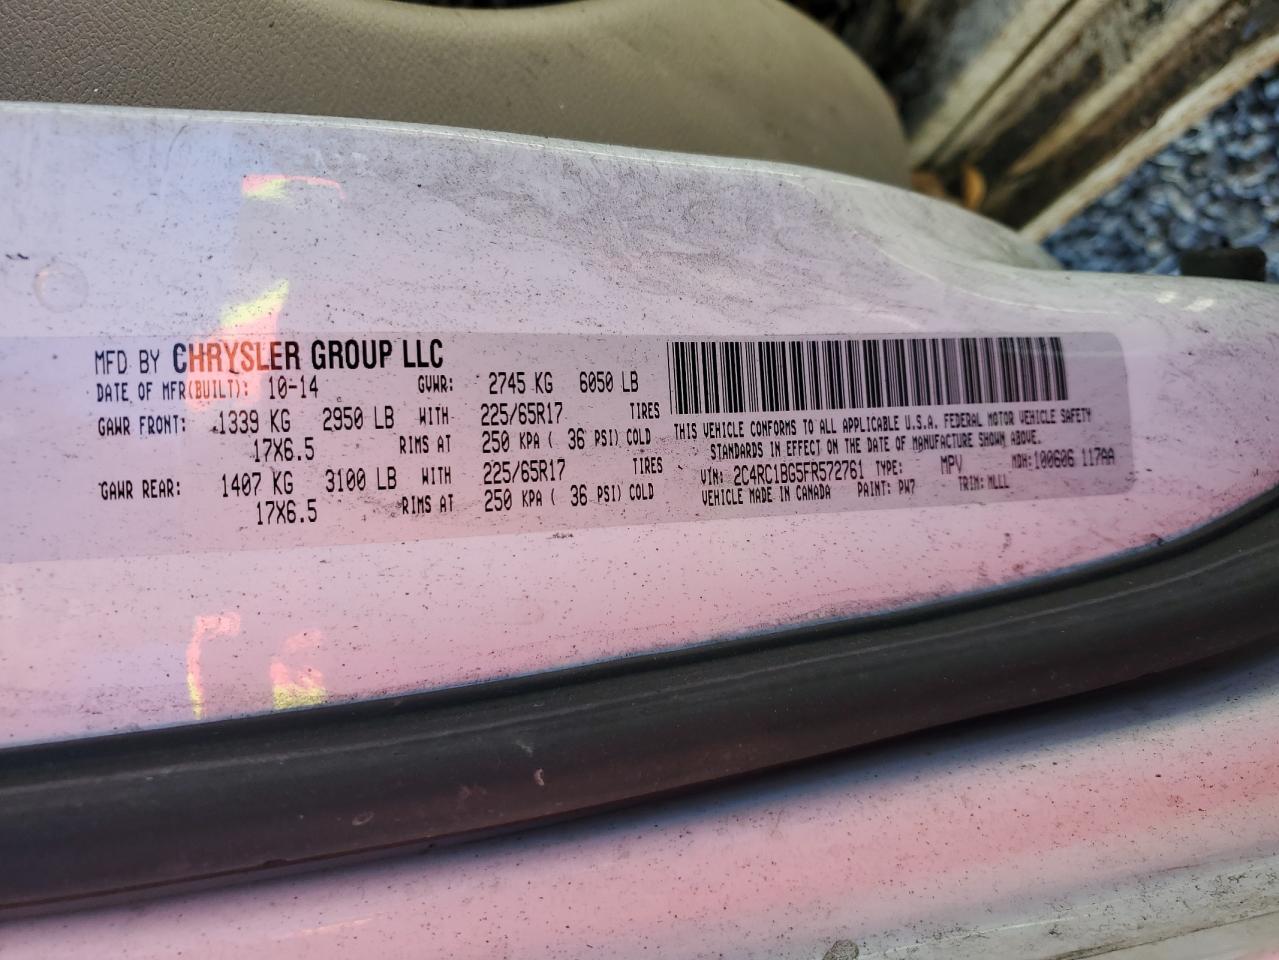 MFD BY CHRYSLER GROUP LLC
DATE OF MFR(BUILT): 10-14 GVWR: 2745 KG 6050 LB
GAWR FRONT: 1339 KG 2950 LB WITH 225/65R17 TIRES
17X6.5 RIMS AT 250 KPA ( 36 PSI) COLD
GAWR REAR: 1407 KG 3100 LB WITH 225/65R17 TIRES
17X6.5 RIMS AT 250 KPA ( 36 PSI) COLD
THIS VEHICLE CONFORMS TO ALL APPLICABLE U.S.A. FEDERAL MOTOR VEHICLE SAFETY
STANDARDS IN EFFECT ON THE DATE OF MANUFACTURE SHOWN ABOVE.
VIN: 2C4RC1BG5FR572761 TYPE: MPV MDH:100606 117AA
VEHICLE MADE IN CANADA PAINT: PW7 TRIM: MLLL